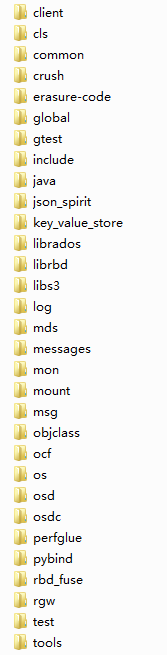 client
cls
common
crush
erasure-code
global
gtest
include
java
json_spirit
key_value_store
librados
librbd
libs3
log
mds
messages
mon
mount
msg
objclass
ocf
os
osd
osdc
perfglue
pybind
rbd_fuse
rgw
test
tools